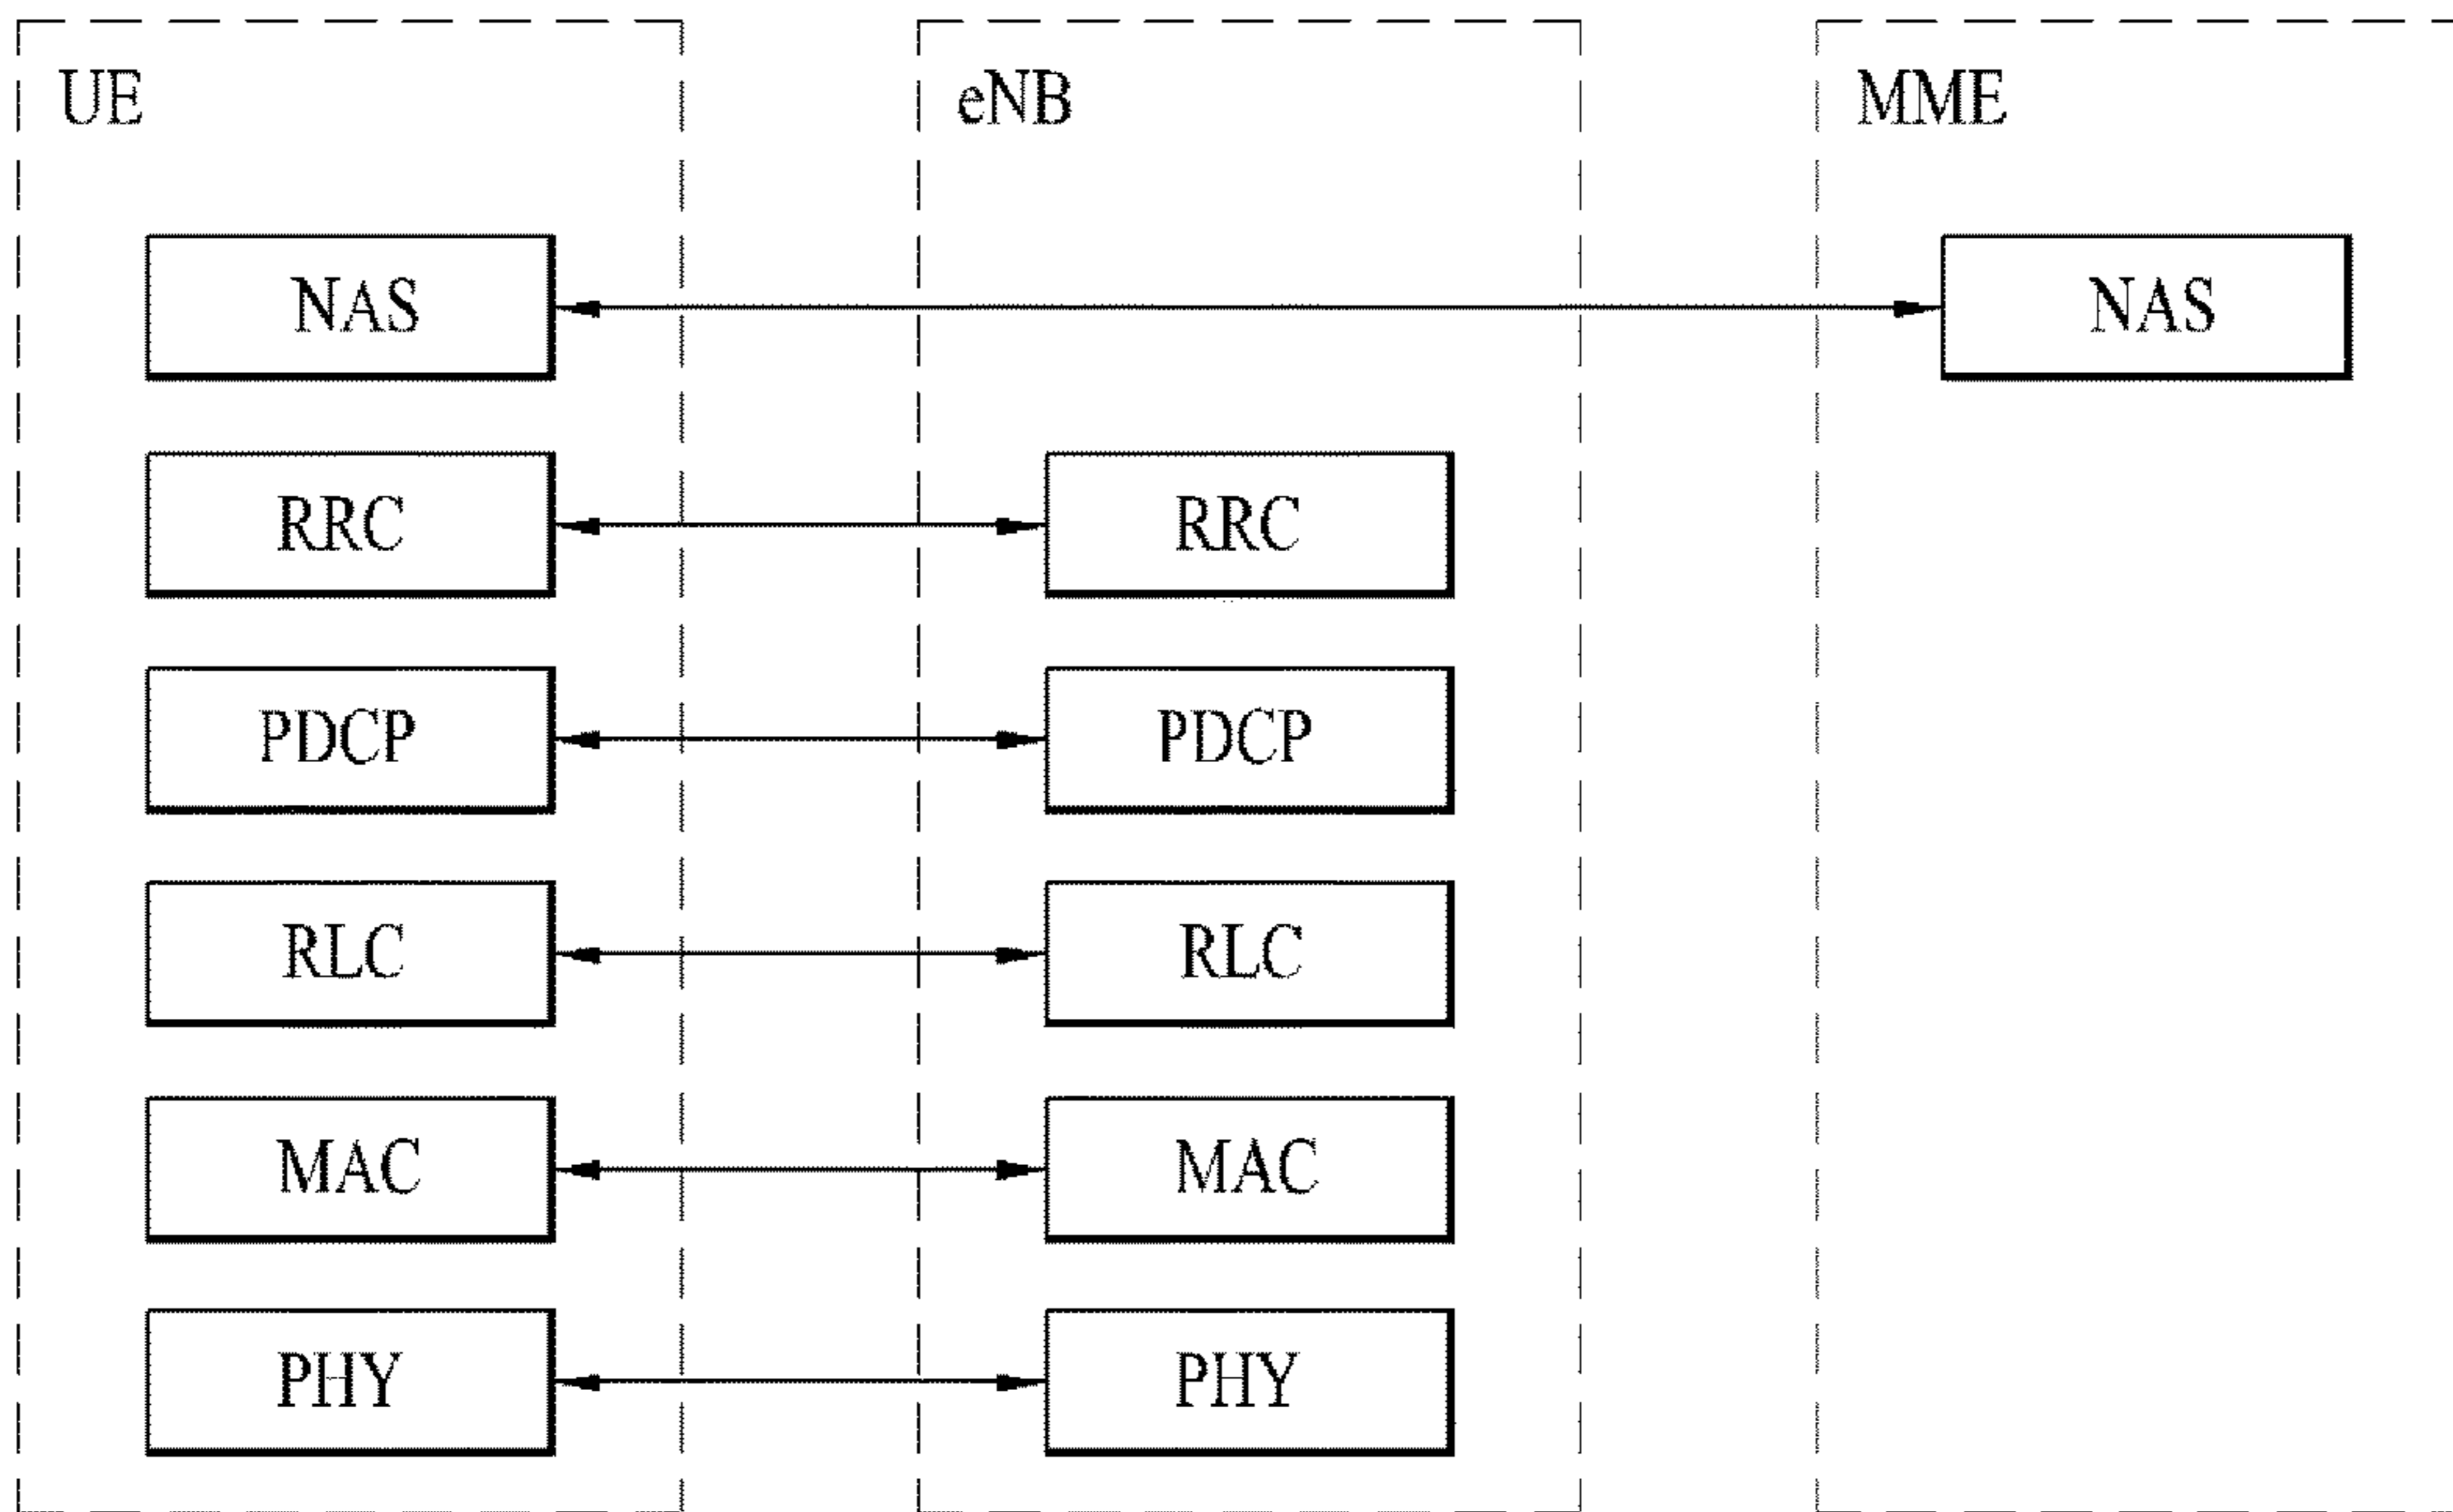 UE eNB MME
NAS NAS
RRC RRC
PDCP PDCP
RLC RLC
MAC MAC
PHY PHY